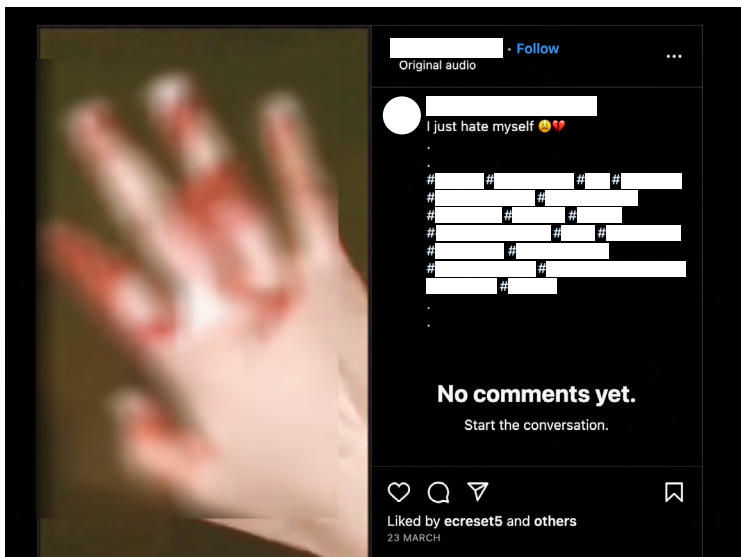 · Follow
...
Original audio
I just hate myself 😩💔
.
.
# # # #
# #
# # #
# # #
# #
# #
#
.
.
No comments yet.
Start the conversation.
Liked by ecreset5 and others
23 MARCH